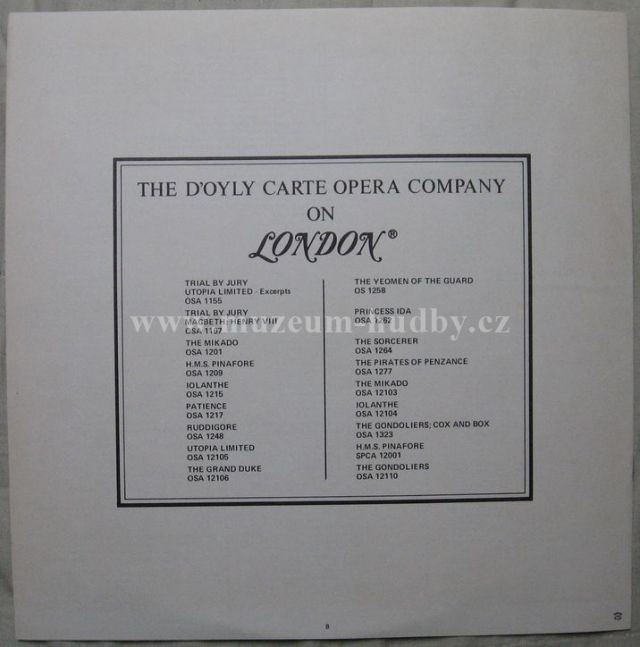 THE D'OYLY CARTE OPERA COMPANY
ON
LONDON®
TRIAL BY JURY
UTOPIA LIMITED - Excerpts
OSA 1155
TRIAL BY JURY
MACBETH; HENRY VIII
OSA 1167
THE MIKADO
OSA 1201
H.M.S. PINAFORE
OSA 1209
IOLANTHE
OSA 1215
PATIENCE
OSA 1217
RUDDIGORE
OSA 1248
UTOPIA LIMITED
OSA 12105
THE GRAND DUKE
OSA 12106
THE YEOMEN OF THE GUARD
OS 1258
PRINCESS IDA
OSA 1262
THE SORCERER
OSA 1264
THE PIRATES OF PENZANCE
OSA 1277
THE MIKADO
OSA 12103
IOLANTHE
OSA 12104
THE GONDOLIERS; COX AND BOX
OSA 1323
H.M.S. PINAFORE
SPCA 12001
THE GONDOLIERS
OSA 12110
www.muzeum-hudby.cz
8